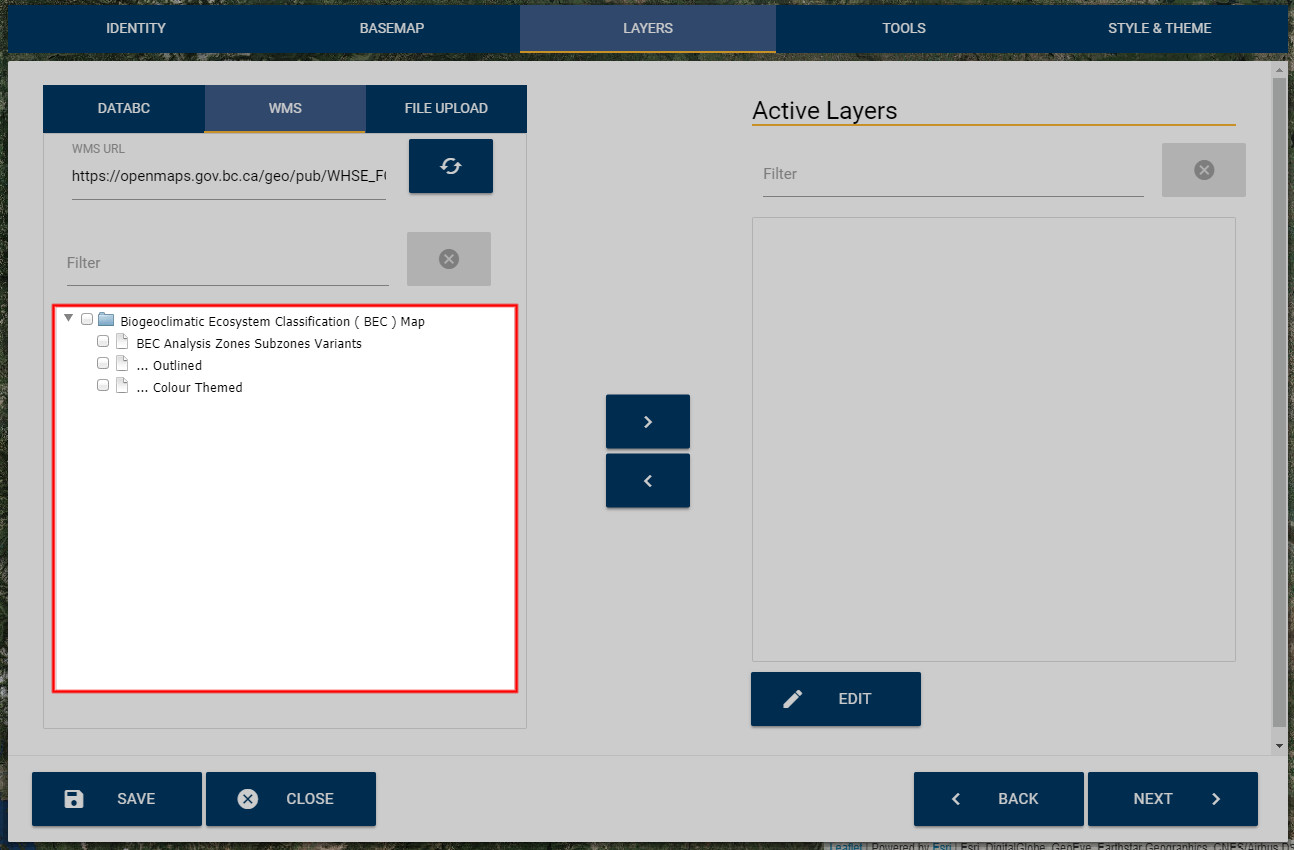 IDENTITY
BASEMAP
LAYERS
TOOLS
STYLE & THEME
DATABC
WMS
FILE UPLOAD
WMS URL
https://openmaps.gov.bc.ca/geo/pub/WHSE_F
Filter
Biogeoclimatic Ecosystem Classification ( BEC ) Map
BEC Analysis Zones Subzones Variants
... Outlined
... Colour Themed
Active Layers
Filter
EDIT
SAVE
CLOSE
BACK
NEXT
Leaflet | Powered by Esri | Esri, DigitalGlobe, GeoEye, Earthstar Geographics, CNES/Airbus